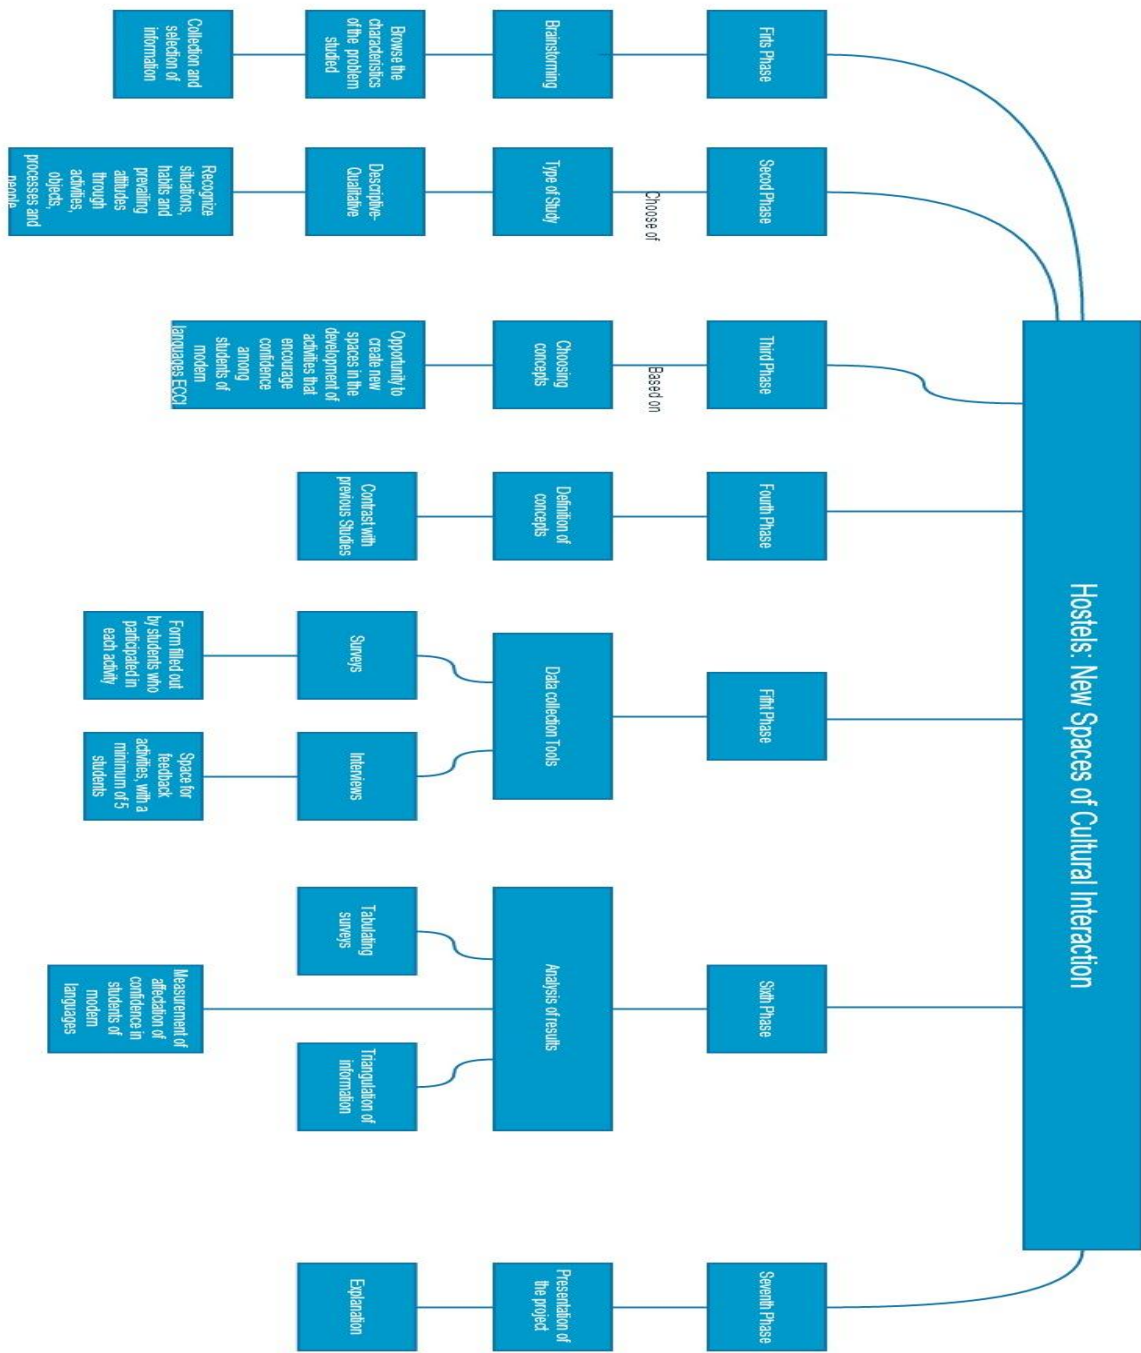 Hostels: New Spaces of Cultural Interaction
Firts Phase
Brainstorming
Browse the
characteristics
of the problem
studied
Collection and
selection of
information
Secod Phase
Choose of
Type of Study
Descriptive-
Qualitative
Recognize
situations,
habits and
prevailing
attitudes
through
activities,
objects,
processes and
people
Third Phase
Based on
Choosing
concepts
Opportunity to
create new
spaces in the
development of
activities that
encourage
confidence
among
students of
modern
languages ECCI
Fourth Phase
Definition of
concepts
Contrast with
previous Studies
Fifht Phase
Data collection Tools
Surveys
Form filled out
by students who
participated in
each activity
Interviews
Space for
feedback
activities, with a
minimum of 5
students
Sixth Phase
Analysis of results
Tabulating
surveys
Measurement of
affectation of
confidence in
students of
modern
languages
Triangulation of
information
Seventh Phase
Presentation of
the project
Explanation